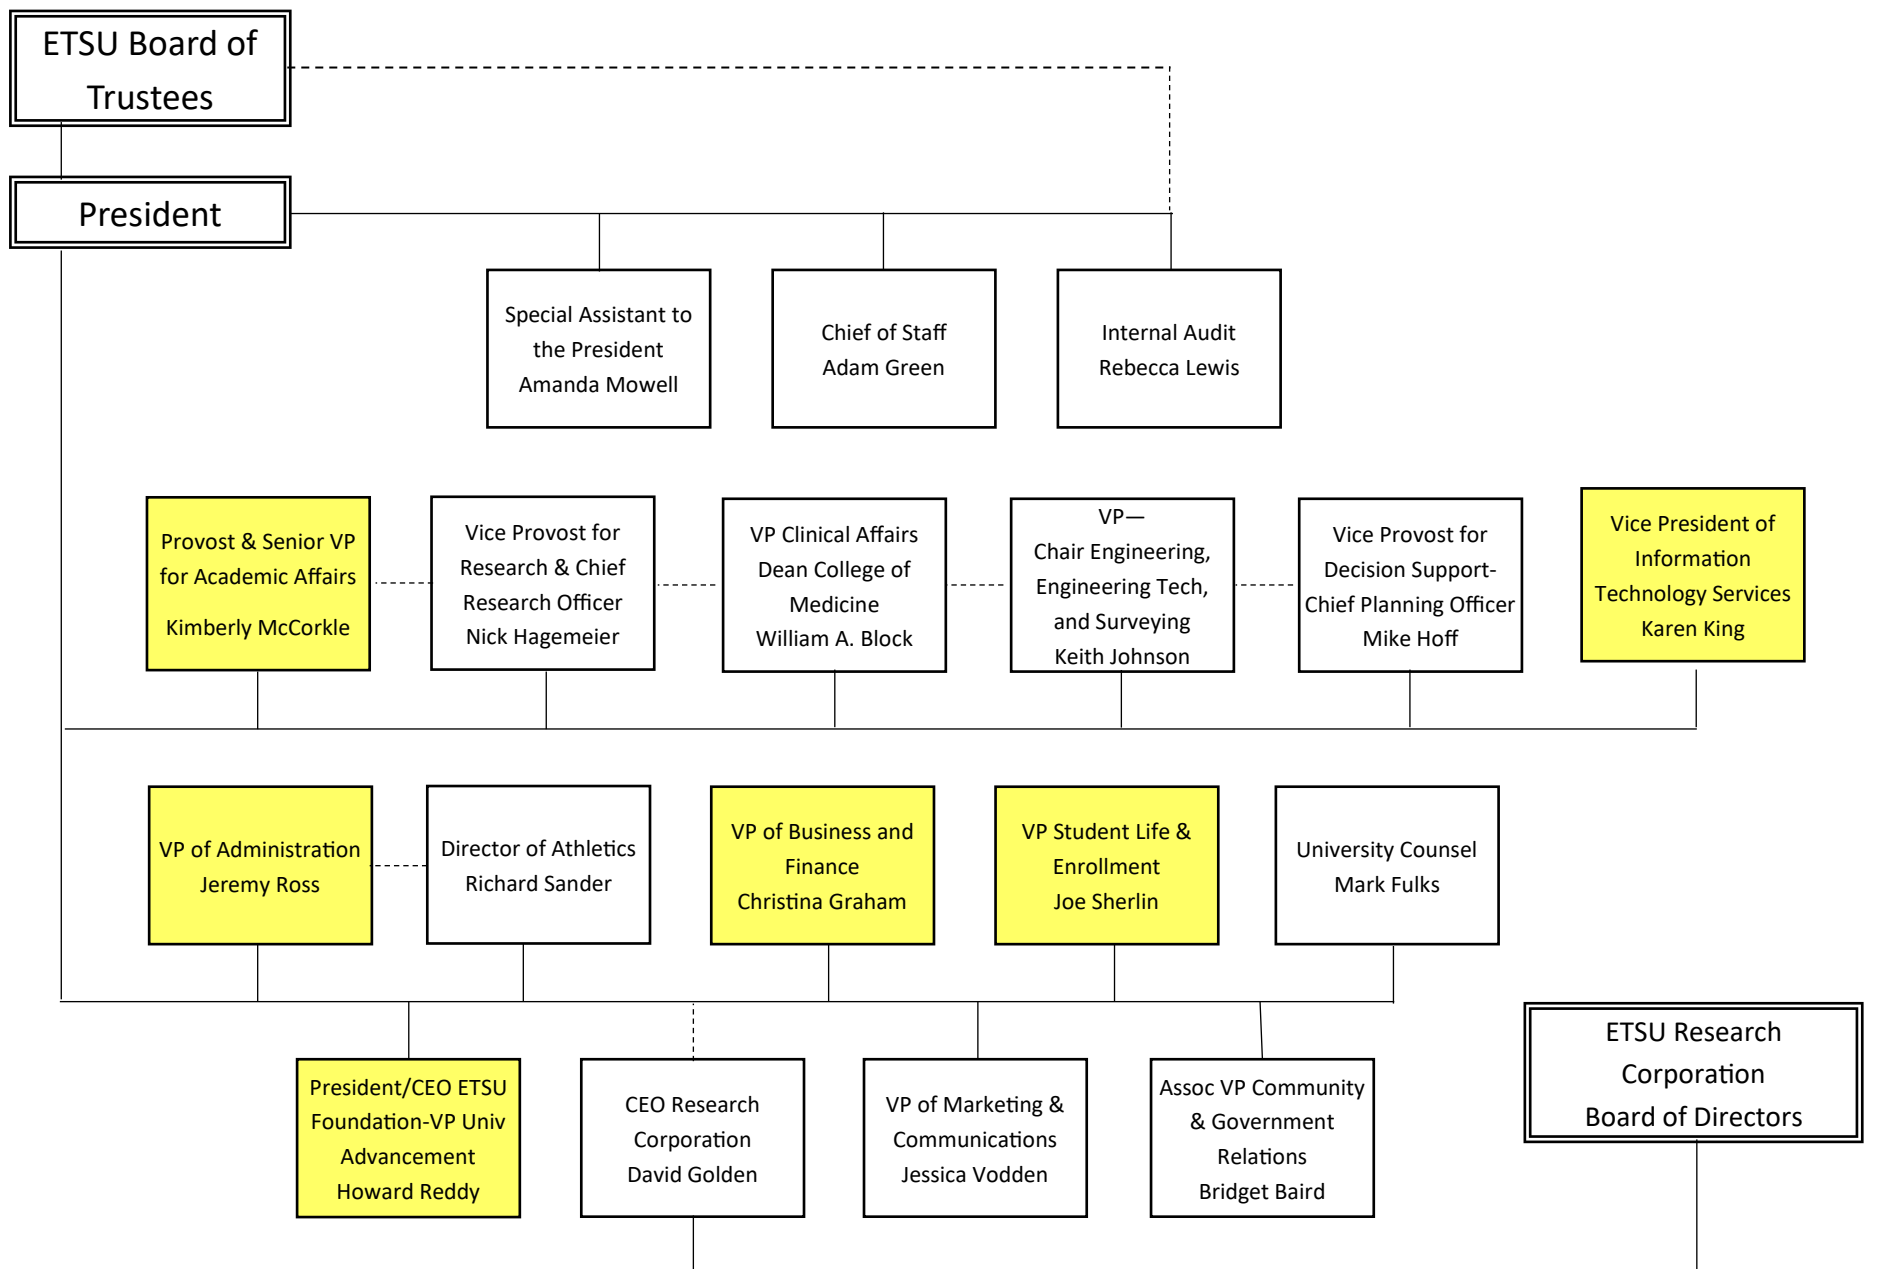 ETSU Board of
Trustees
President
Special Assistant to
the President
Amanda Mowell
Chief of Staff
Adam Green
Internal Audit
Rebecca Lewis
Provost & Senior VP
for Academic Affairs
Kimberly McCorkle
Vice Provost for
Research & Chief
Research Officer
Nick Hagemeier
VP Clinical Affairs
Dean College of
Medicine
William A. Block
VP—
Chair Engineering,
Engineering Tech,
and Surveying
Keith Johnson
Vice Provost for
Decision Support-
Chief Planning Officer
Mike Hoff
Vice President of
Information
Technology Services
Karen King
VP of Administration
Jeremy Ross
Director of Athletics
Richard Sander
VP of Business and
Finance
Christina Graham
VP Student Life &
Enrollment
Joe Sherlin
University Counsel
Mark Fulks
President/CEO ETSU
Foundation-VP Univ
Advancement
Howard Reddy
CEO Research
Corporation
David Golden
VP of Marketing &
Communications
Jessica Vodden
Assoc VP Community
& Government
Relations
Bridget Baird
ETSU Research
Corporation
Board of Directors